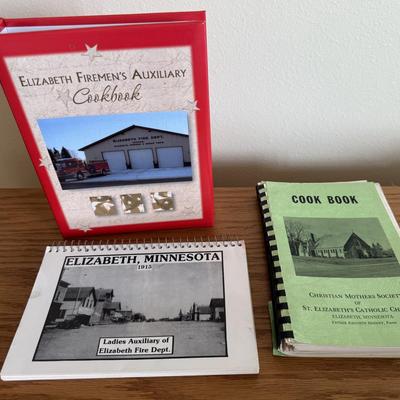 ELIZABETH FIREMEN'S AUXILIARY
Cookbook
ELIZABETH FIRE DEPT.
ELIZABETH, MINNESOTA
1915
Ladies Auxiliary of
Elizabeth Fire Dept.
COOK BOOK
CHRISTIAN MOTHERS SOCIETY
OF
ST. ELIZABETH'S CATHOLIC
ELIZABETH, MINNESOTA